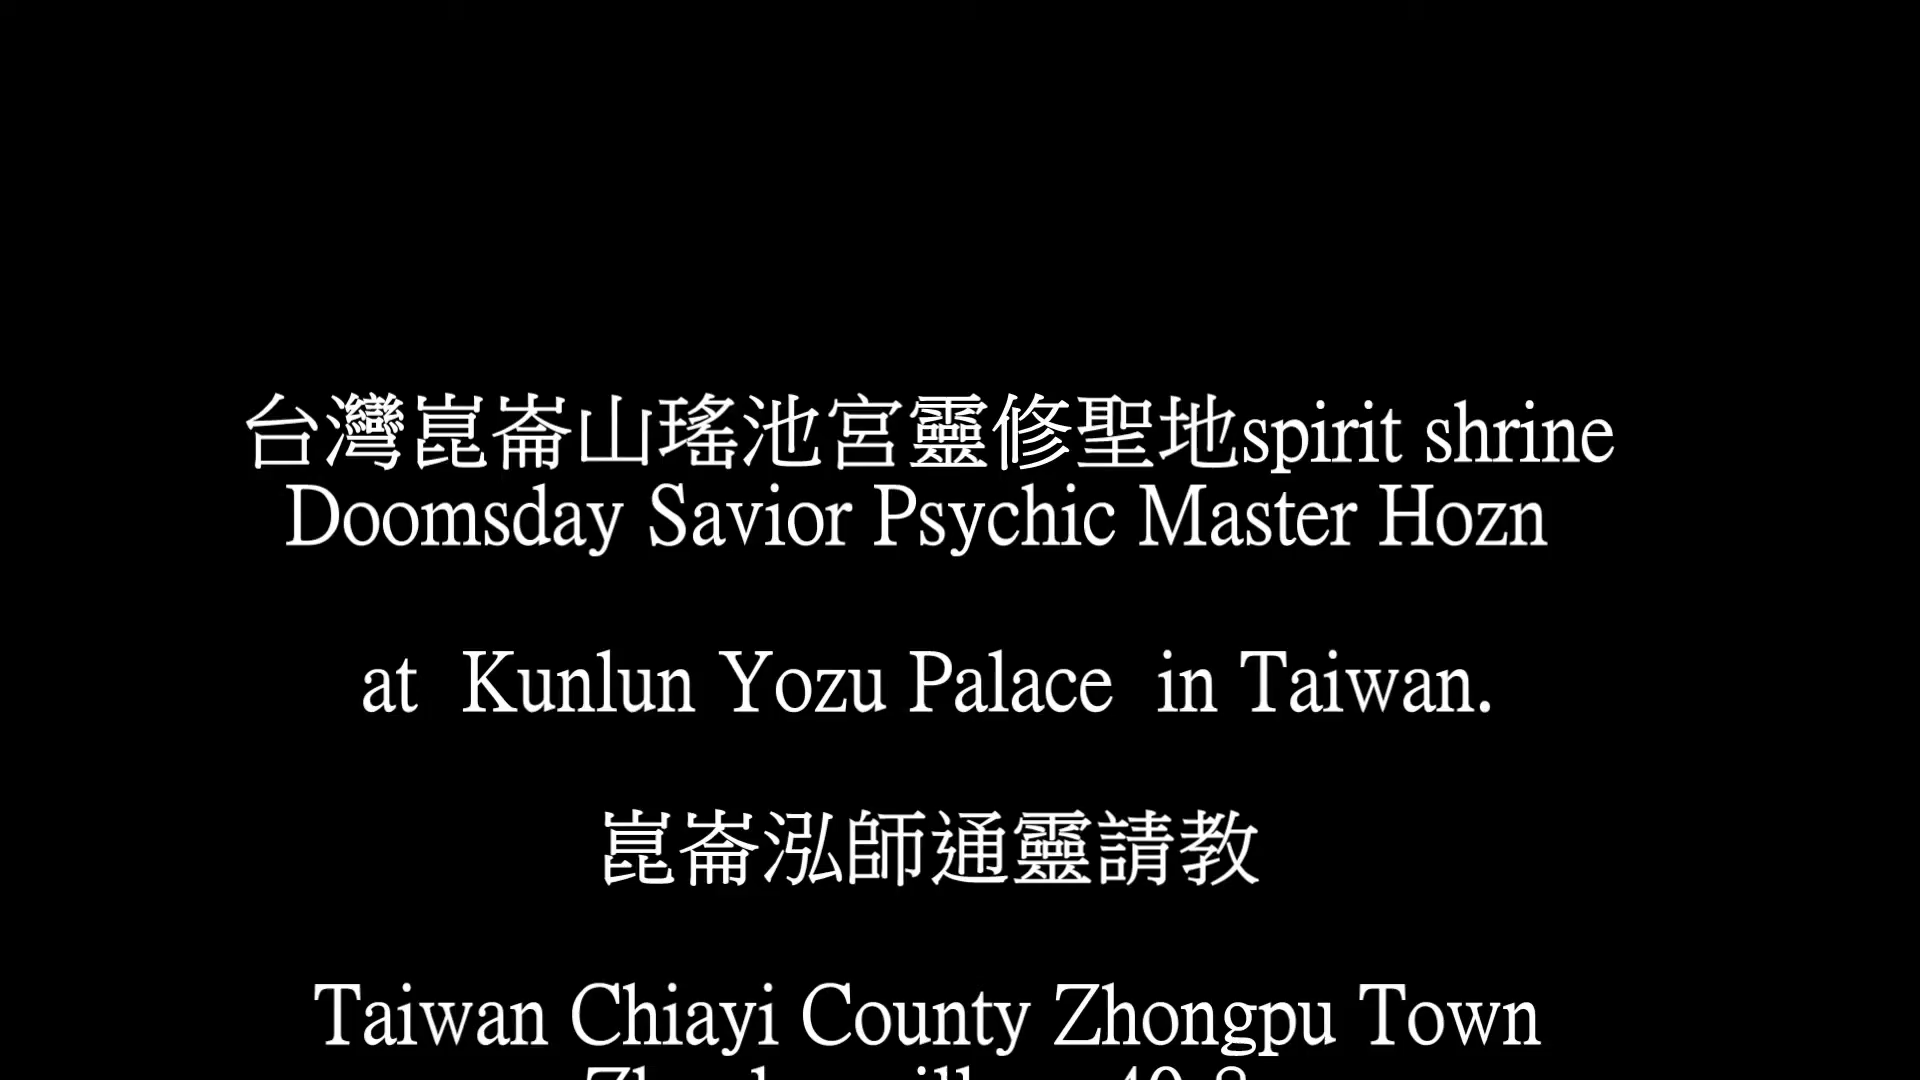 台灣崑崙山瑤池宮靈修聖地spirit shrine
Doomsday Savior Psychic Master Hozn
at Kunlun Yozu Palace in Taiwan.
崑崙泓師通靈請教
Taiwan Chiayi County Zhongpu Town